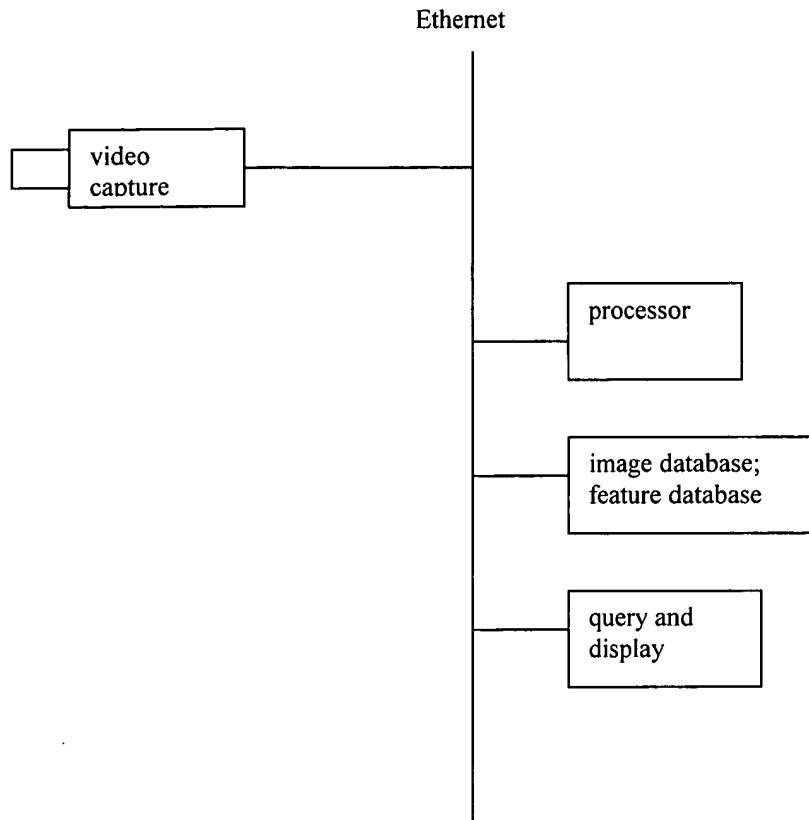 Ethernet
video
capture
processor
image database;
feature database
query and
display